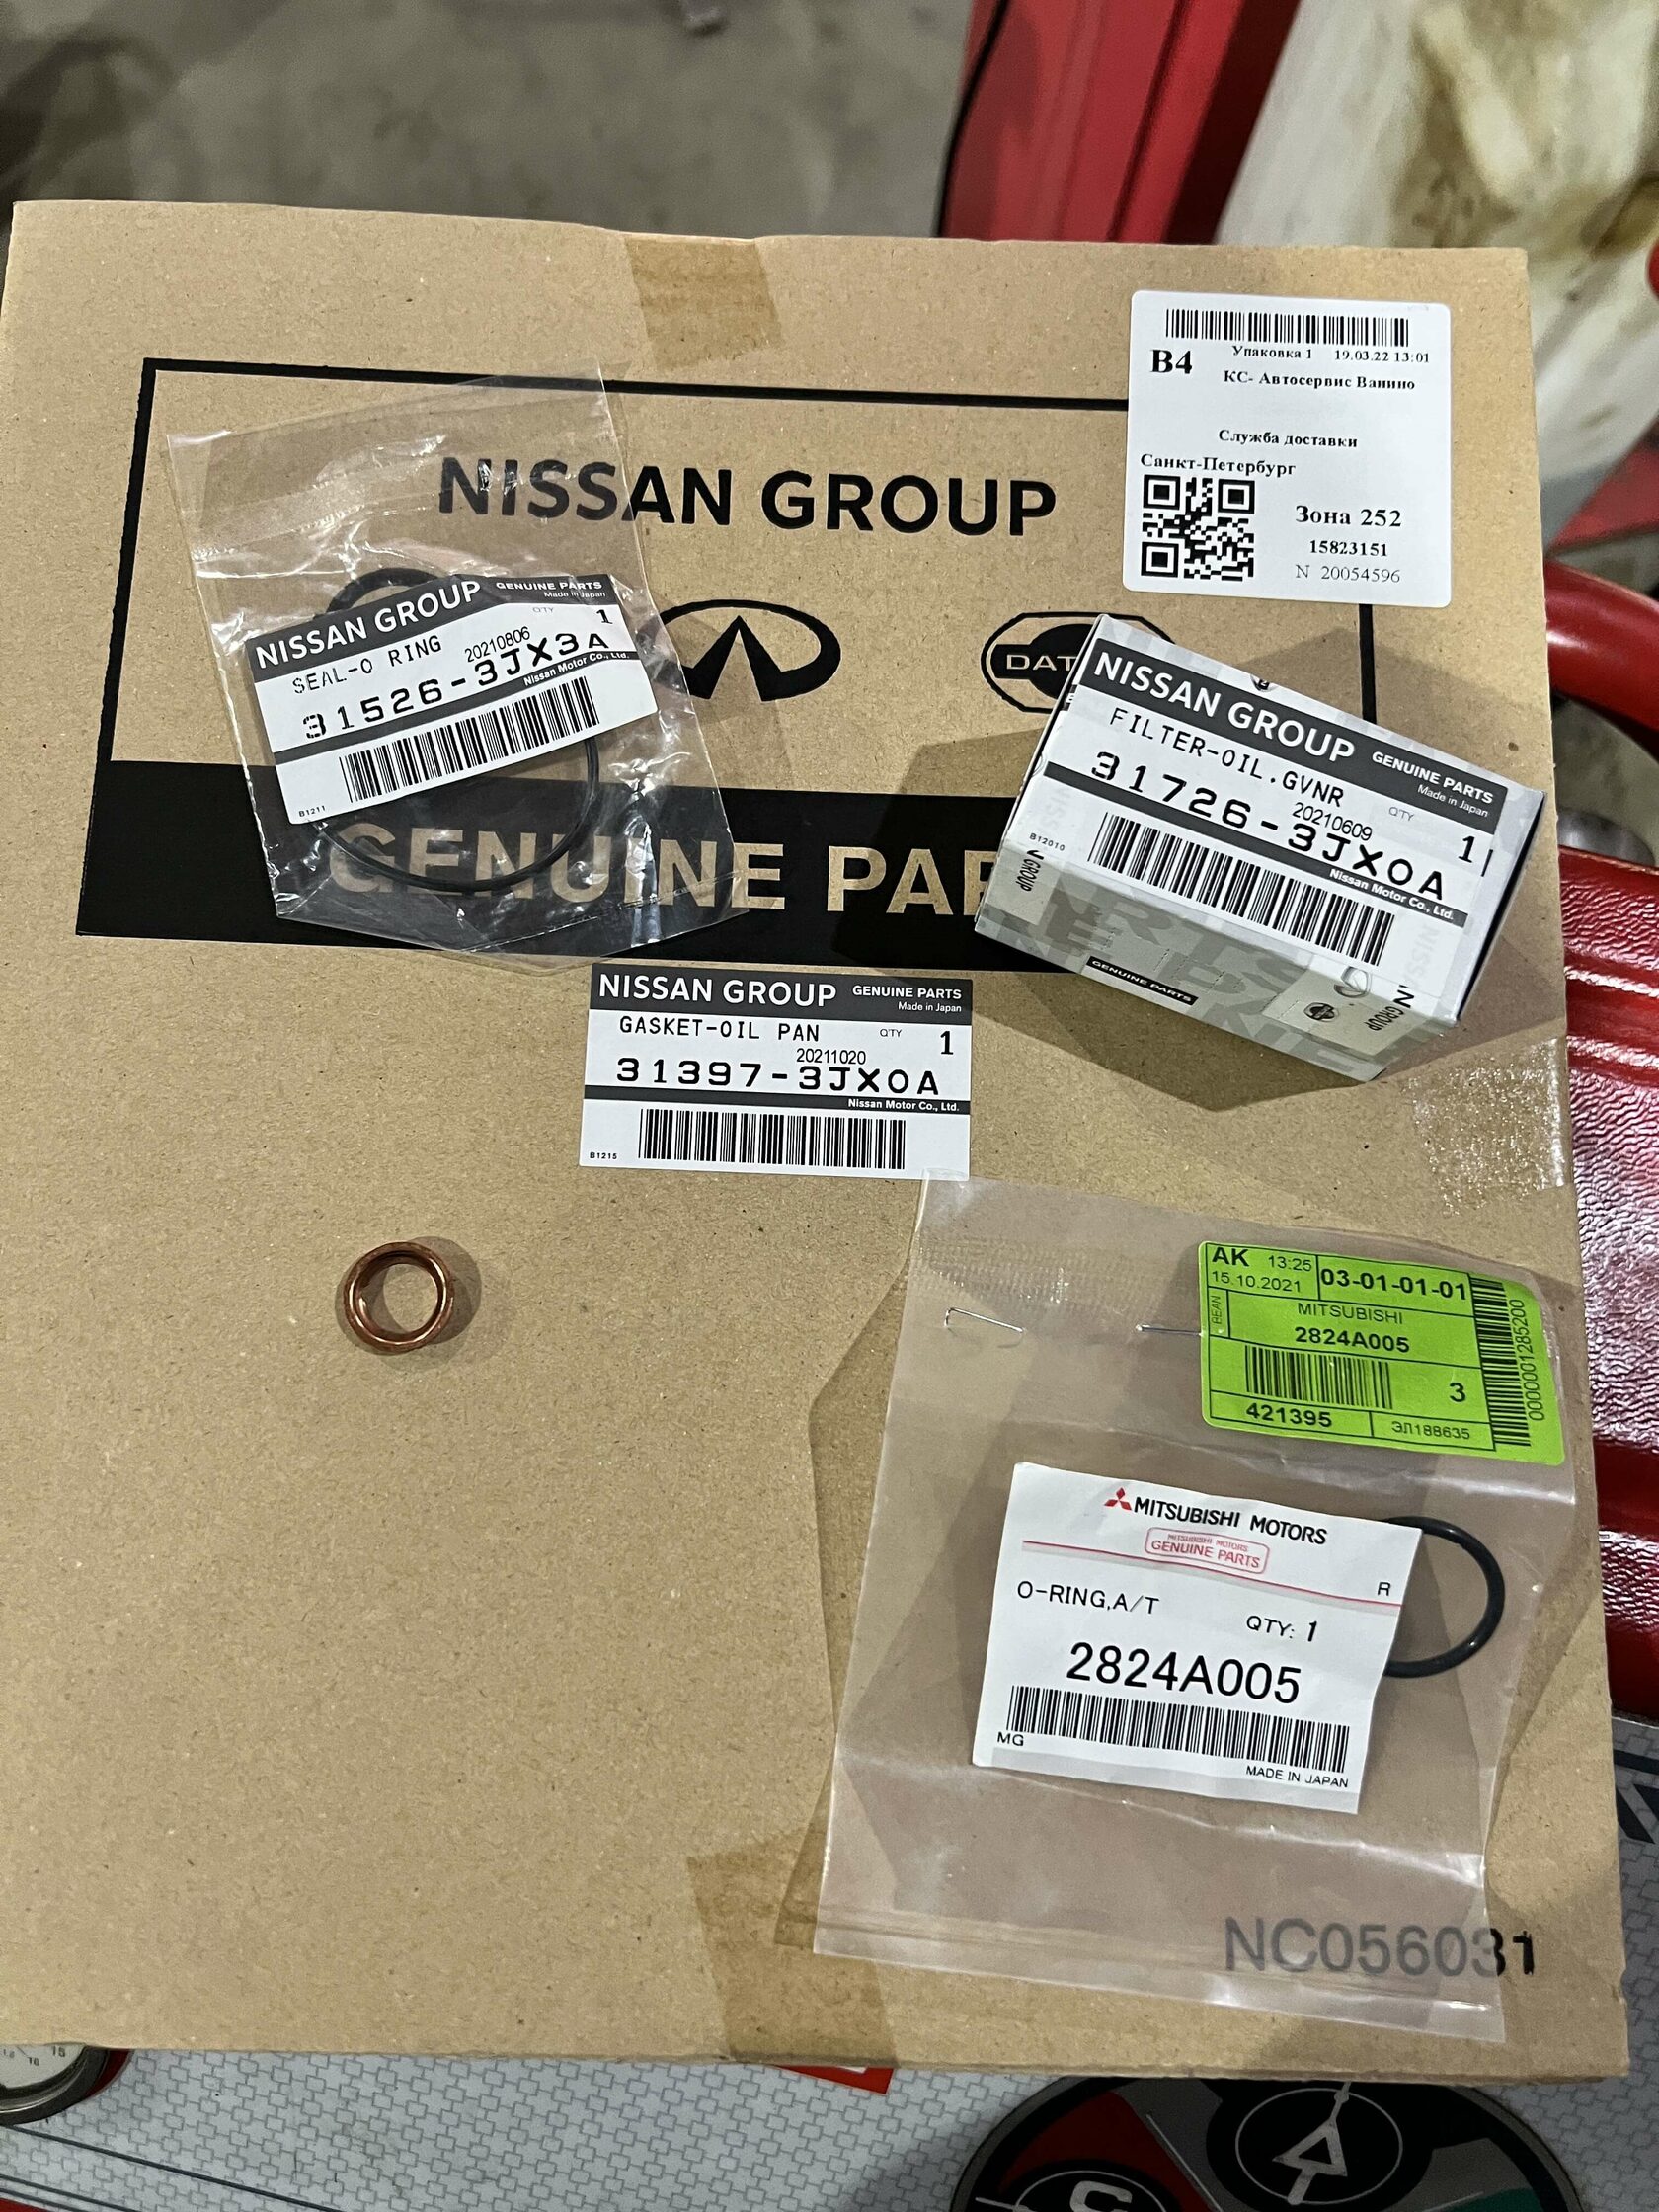 B4
Упаковка 1 19.03.22 13:01
КС- Автосервис Ванино
Служба доставки
Санкт-Петербург
Зона 252
15823151
N 20054596
NISSAN GROUP
DAT
GENUINE PAR
NISSAN GROUP GENUINE PARTS
Made in Japan
SEAL-O RING QTY 1
20210806
31526-3JX3A
Nissan Motor Co., Ltd.
B1211
NISSAN GROUP GENUINE PARTS
Made in Japan
FILTER-OIL.GVNR QTY 1
20210609
31726-3JX0A
Nissan Motor Co., Ltd.
B12010
GENUINE PARTS
NISSAN GROUP GENUINE PARTS
Made in Japan
GASKET-OIL PAN QTY 1
20211020
31397-3JX0A
Nissan Motor Co., Ltd.
B1215
AK 13:25 03-01-01-01
15.10.2021
MITSUBISHI
2824A005
3
421395 ЭЛ188635
0000001285200
MITSUBISHI MOTORS
MITSUBISHI MOTORS
GENUINE PARTS
R
O-RING,A/T
QTY: 1
2824A005
MG
MADE IN JAPAN
NC056031